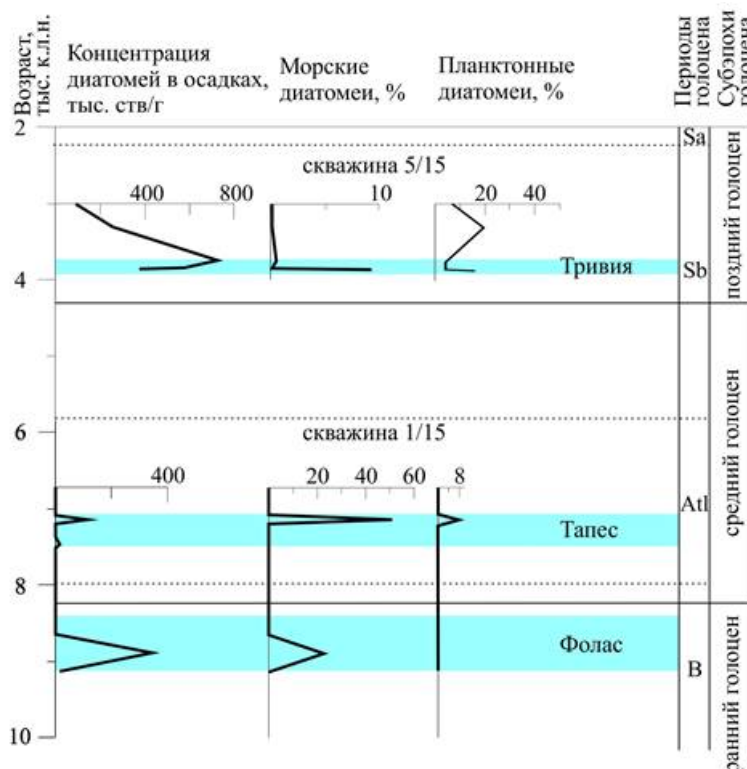 Возраст,
тыс. к.л.н.
Концентрация
диатомей в осадках,
тыс. ств/г
Морские
диатомеи, %
Планктонные
диатомеи, %
Периоды
голоцена
Субэпохи
голоцена
2
Sa
скважина 5/15
400 800
10
20 40
Тривия
Sb
4
поздний голоцен
6
скважина 1/15
400
20 40 60
8
Atl
Тапес
средний голоцен
8
Фолас
B
ранний голоцен
10